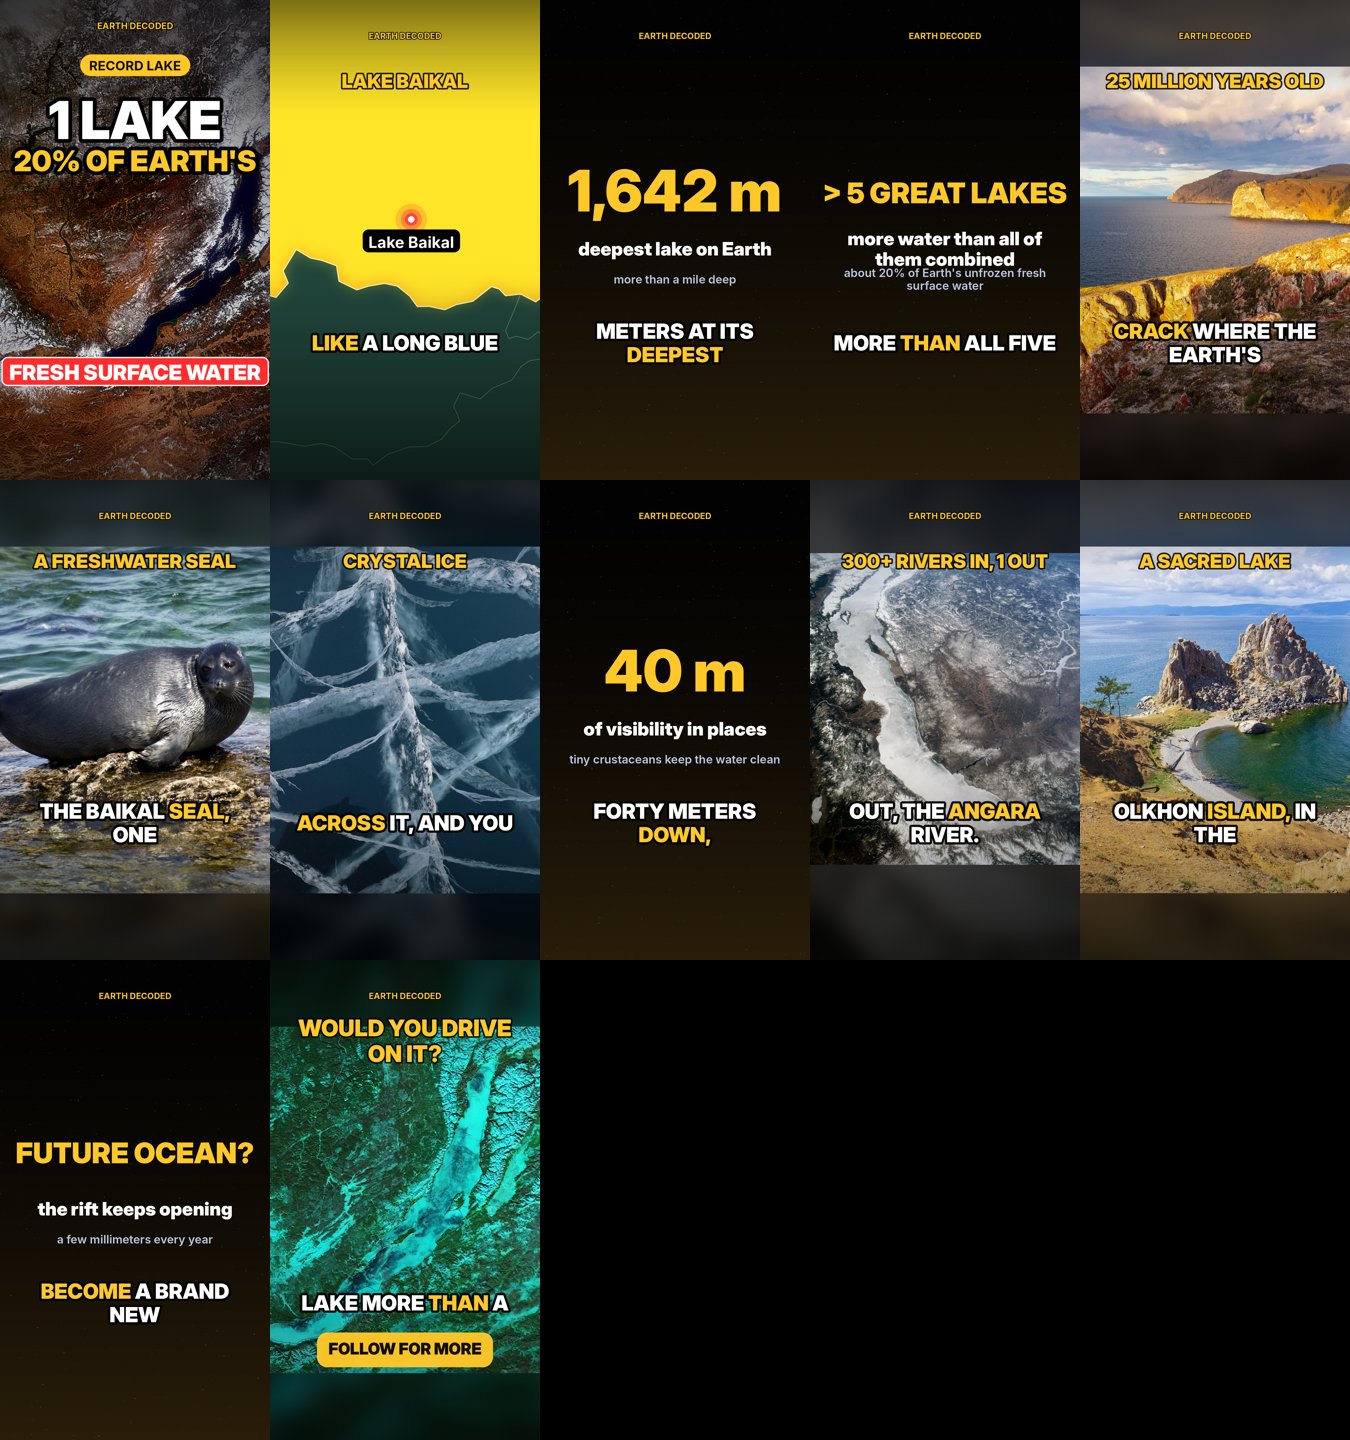 EARTH DECODED
RECORD LAKE
1 LAKE
20% OF EARTH'S
FRESH SURFACE WATER
EARTH DECODED
LAKE BAIKAL
Lake Baikal
LIKE A LONG BLUE
EARTH DECODED
1,642 m
deepest lake on Earth
more than a mile deep
METERS AT ITS
DEEPEST
EARTH DECODED
> 5 GREAT LAKES
more water than all of
them combined
about 20% of Earth's unfrozen fresh
surface water
MORE THAN ALL FIVE
EARTH DECODED
25 MILLION YEARS OLD
CRACK WHERE THE
EARTH'S
EARTH DECODED
A FRESHWATER SEAL
THE BAIKAL SEAL,
ONE
EARTH DECODED
CRYSTAL ICE
ACROSS IT, AND YOU
EARTH DECODED
40 m
of visibility in places
tiny crustaceans keep the water clean
FORTY METERS
DOWN,
EARTH DECODED
300+ RIVERS IN, 1 OUT
OUT, THE ANGARA
RIVER.
EARTH DECODED
A SACRED LAKE
OLKHON ISLAND, IN
THE
EARTH DECODED
FUTURE OCEAN?
the rift keeps opening
a few millimeters every year
BECOME A BRAND
NEW
EARTH DECODED
WOULD YOU DRIVE
ON IT?
LAKE MORE THAN A
FOLLOW FOR MORE